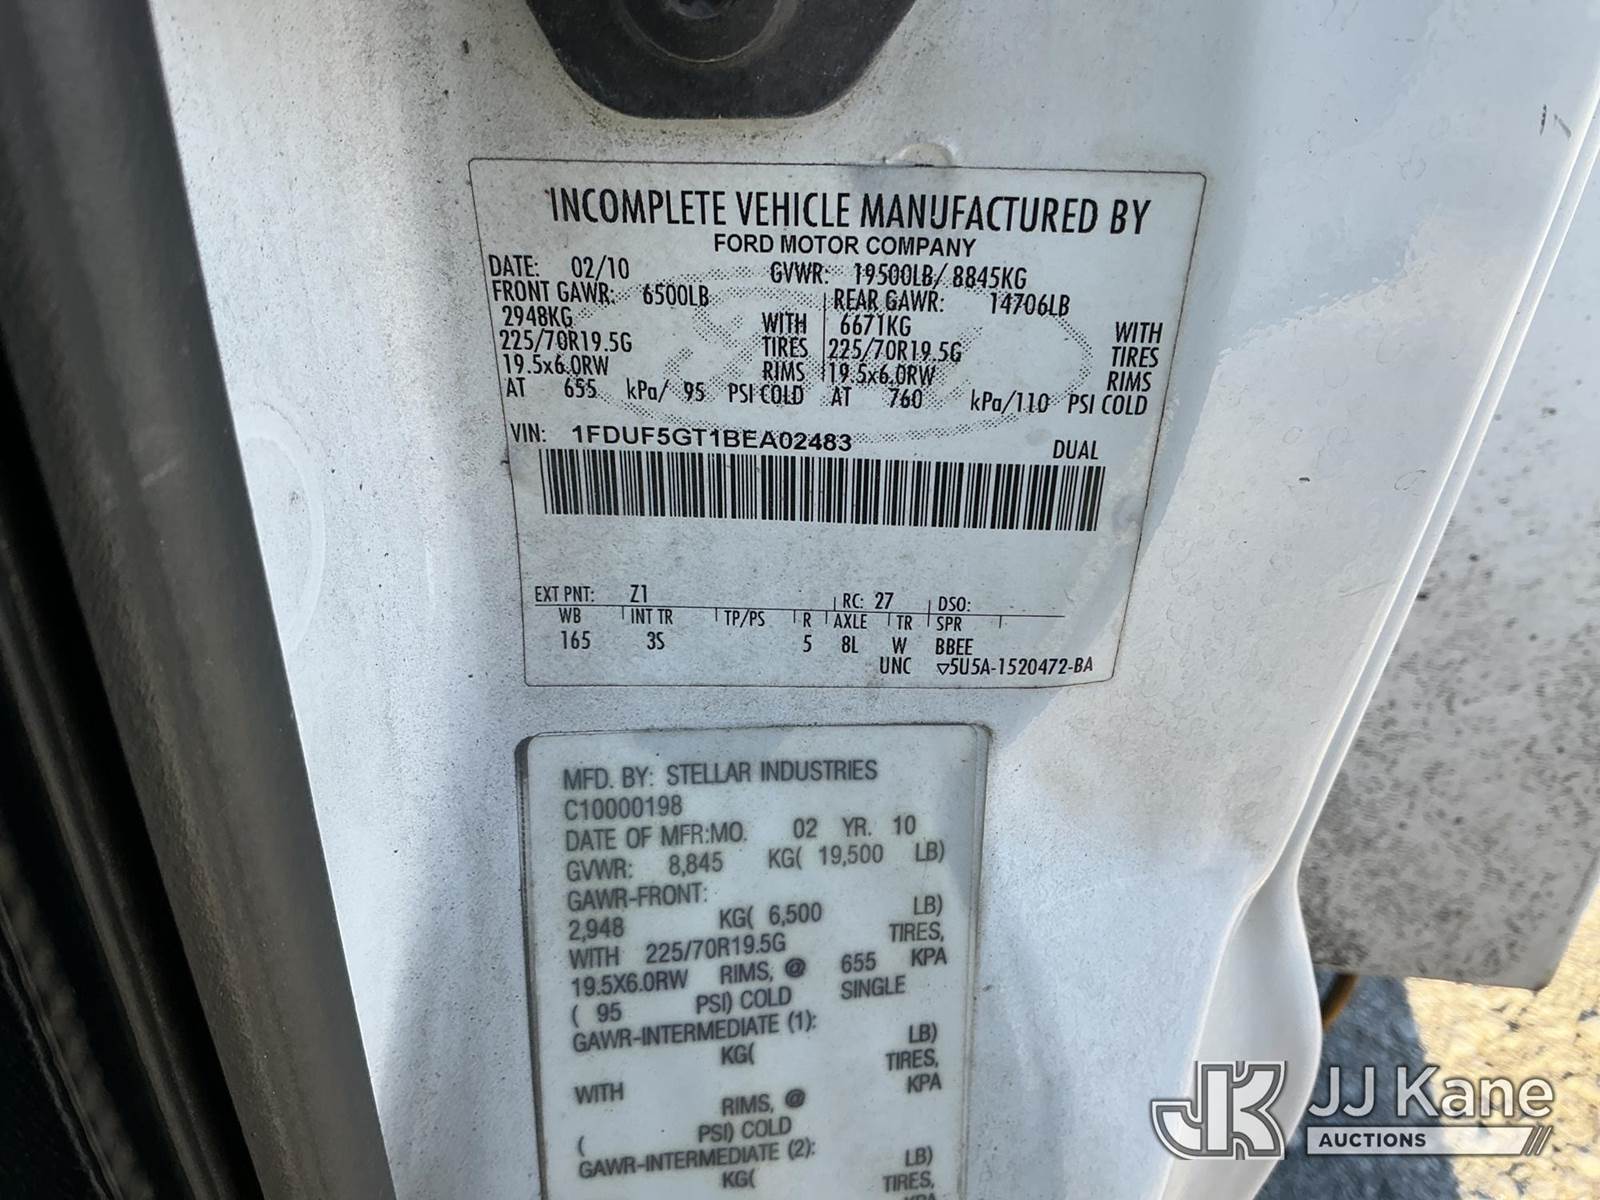 INCOMPLETE VEHICLE MANUFACTURED BY
FORD MOTOR COMPANY
DATE: 02/10 GVWR: 19500LB/ 8845KG
FRONT GAWR: 6500LB REAR GAWR: 14706LB
2948KG WITH 6671KG WITH
225/70R19.5G TIRES 225/70R19.5G TIRES
19.5x6.0RW RIMS 19.5x6.0RW RIMS
AT 655 kPa/ 95 PSI COLD AT 760 kPa/110 PSI COLD
VIN: 1FDUF5GT1BEA02483 DUAL
EXT PNT: Z1 RC: 27 DSO:
WB INT TR TP/PS R AXLE TR SPR
165 3S 5 8L W BBEE
UNC ▽5U5A-1520472-BA
MFD. BY: STELLAR INDUSTRIES
C10000198
DATE OF MFR:MO. 02 YR. 10
GVWR: 8,845 KG( 19,500 LB)
GAWR-FRONT:
2,948 KG( 6,500 LB)
WITH 225/70R19.5G TIRES,
19.5X6.0RW RIMS, @ 655 KPA
( 95 PSI) COLD SINGLE
GAWR-INTERMEDIATE (1):
KG( LB)
WITH TIRES,
RIMS, @ KPA
( PSI) COLD
GAWR-INTERMEDIATE (2):
KG( LB)
TIRES,
KPA
JK JJ Kane
AUCTIONS